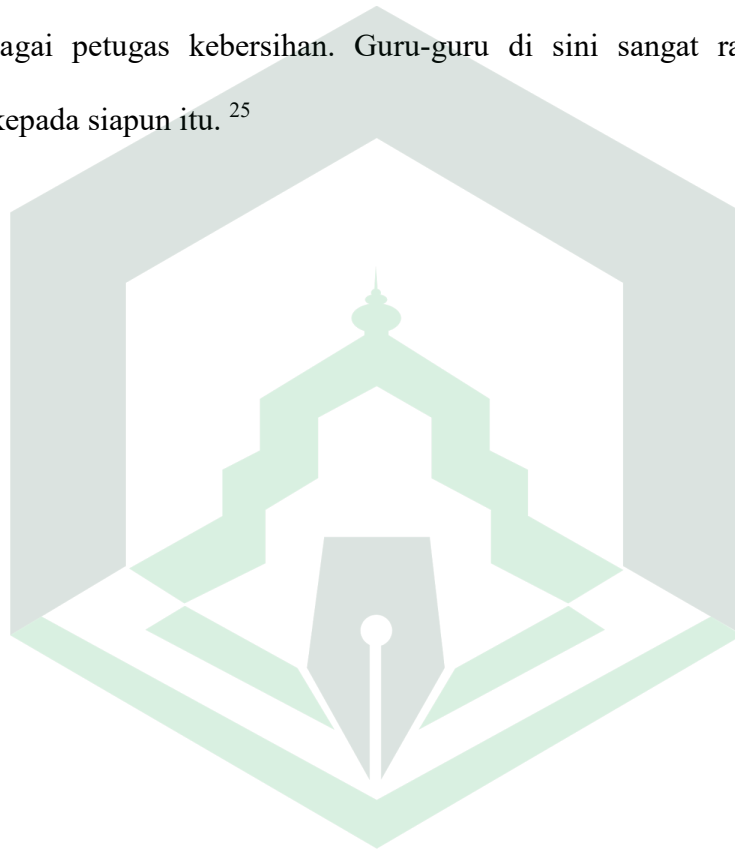 agai petugas kebersihan. Guru-guru di sini sangat ra
kepada siapun itu. 25